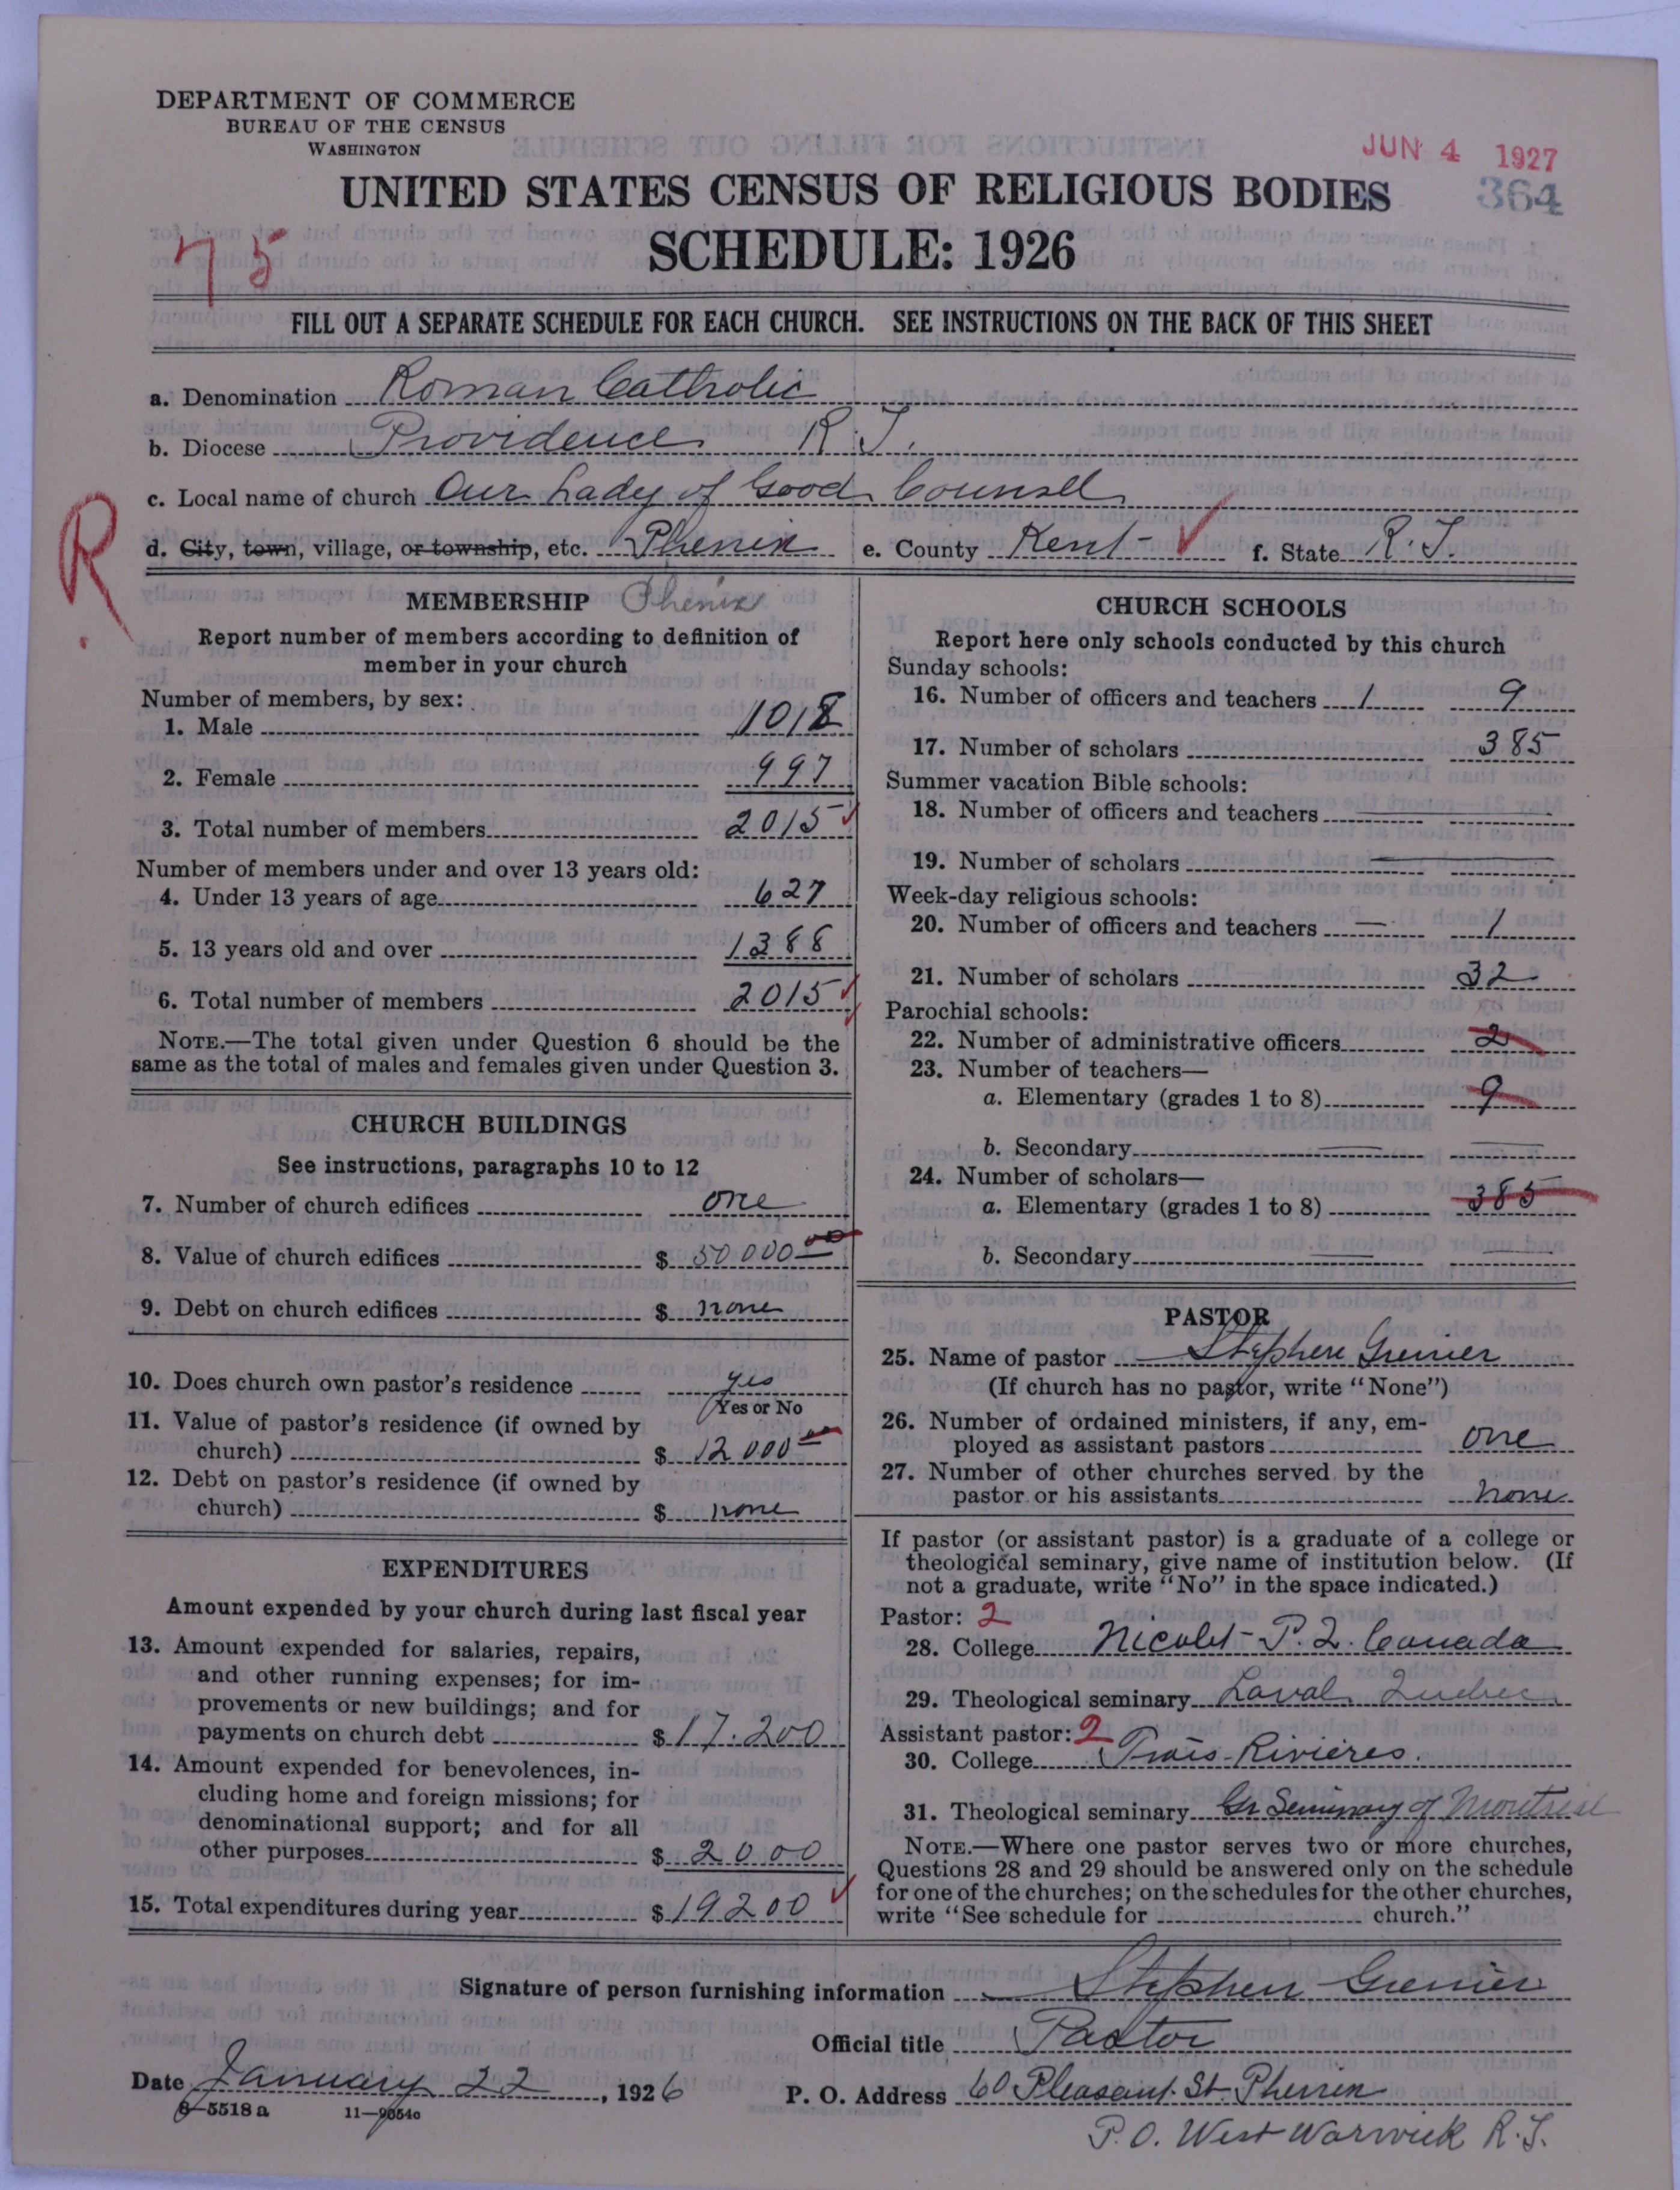 DEPARTMENT OF COMMERCE
BUREAU OF THE CENSUS
WASHINGTON
JUN 4 1927
364
UNITED STATES CENSUS OF RELIGIOUS BODIES
SCHEDULE: 1926
75
FILL OUT A SEPARATE SCHEDULE FOR EACH CHURCH. SEE INSTRUCTIONS ON THE BACK OF THIS SHEET
a. Denomination Roman Catholic
b. Diocese Providence R. I.
c. Local name of church Our Lady of Good Counsel
R.
d. City, town, village, or township, etc. Phenix e. County Kent f. State R. I.
MEMBERSHIP Phenix
Report number of members according to definition of
member in your church
Number of members, by sex:
1. Male 1018
2. Female 997
3. Total number of members 2015
Number of members under and over 13 years old:
4. Under 13 years of age 627
5. 13 years old and over 1388
6. Total number of members 2015
NOTE.—The total given under Question 6 should be the
same as the total of males and females given under Question 3.
CHURCH BUILDINGS
See instructions, paragraphs 10 to 12
7. Number of church edifices one
8. Value of church edifices $ 50 000 00
9. Debt on church edifices $ none
10. Does church own pastor's residence yes
Yes or No
11. Value of pastor's residence (if owned by
church) $ 12 000 00
12. Debt on pastor's residence (if owned by
church) $ none
EXPENDITURES
Amount expended by your church during last fiscal year
13. Amount expended for salaries, repairs,
and other running expenses; for im-
provements or new buildings; and for
payments on church debt $ 17.200
14. Amount expended for benevolences, in-
cluding home and foreign missions; for
denominational support; and for all
other purposes $ 2000
15. Total expenditures during year $ 19200
CHURCH SCHOOLS
Report here only schools conducted by this church
Sunday schools:
16. Number of officers and teachers 1 9
17. Number of scholars 385
Summer vacation Bible schools:
18. Number of officers and teachers
19. Number of scholars
Week-day religious schools:
20. Number of officers and teachers — 1
21. Number of scholars 32
Parochial schools:
22. Number of administrative officers 2
23. Number of teachers—
a. Elementary (grades 1 to 8) 9
b. Secondary
24. Number of scholars—
a. Elementary (grades 1 to 8) 385
b. Secondary
PASTOR
25. Name of pastor Stephen Grenier
(If church has no pastor, write "None")
26. Number of ordained ministers, if any, em-
ployed as assistant pastors one
27. Number of other churches served by the
pastor or his assistants none
If pastor (or assistant pastor) is a graduate of a college or
theological seminary, give name of institution below. (If
not a graduate, write "No" in the space indicated.)
Pastor: 2
28. College Nicolet P. Q. Canada
29. Theological seminary Laval Quebec
Assistant pastor: 2
30. College Trois-Rivières.
31. Theological seminary Gr Seminary of Montreal
NOTE.—Where one pastor serves two or more churches,
Questions 28 and 29 should be answered only on the schedule
for one of the churches; on the schedules for the other churches,
write "See schedule for church."
Signature of person furnishing information Stephen Grenier
Official title Pastor
Date January 22, 1926 P. O. Address 60 Pleasant St. Phenix
8—5518 a 11—9054c
P.O. West Warwick R. I.